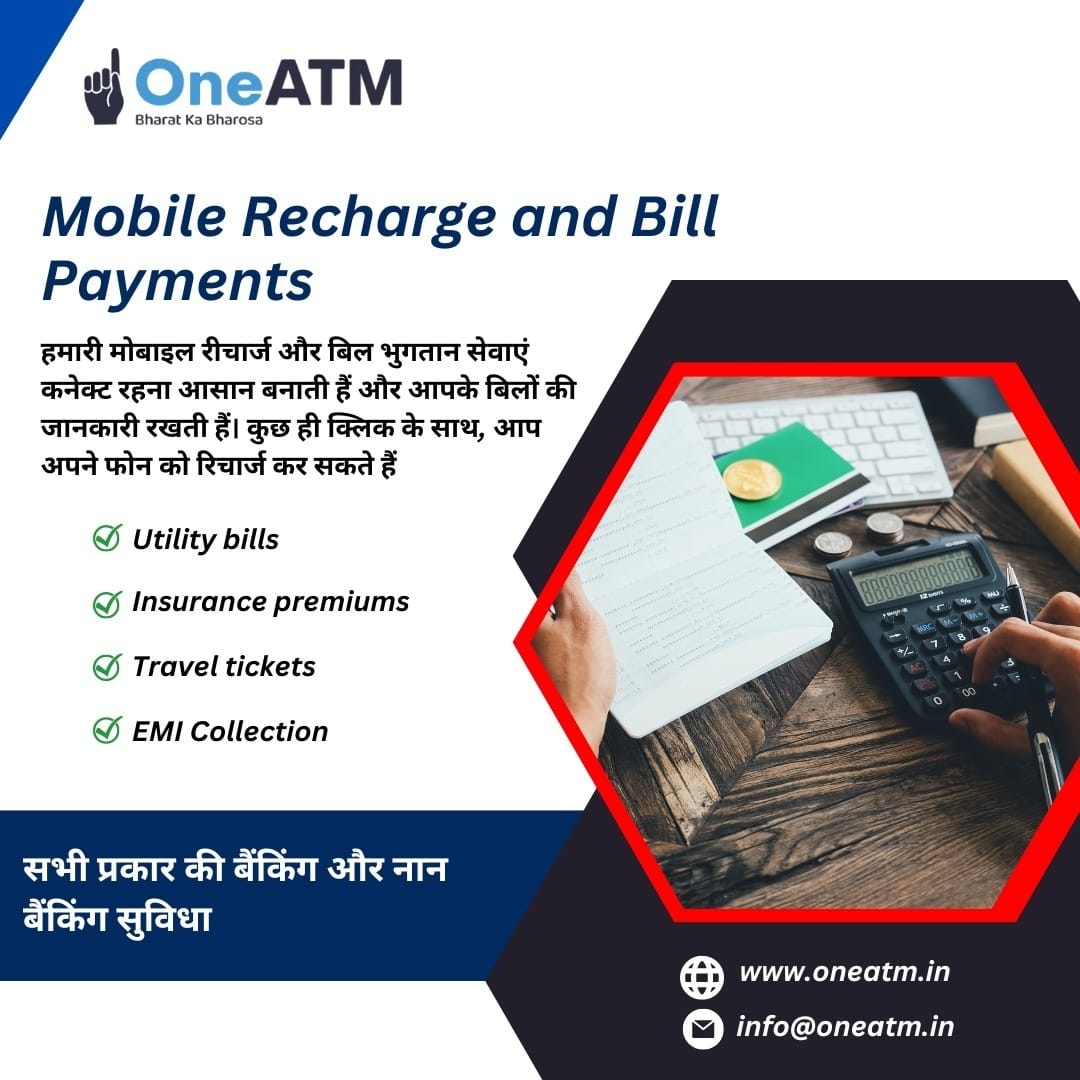 OneATM
Bharat Ka Bharosa
Mobile Recharge and Bill
Payments
हमारी मोबाइल रीचार्ज और बिल भुगतान सेवाएं
कनेक्ट रहना आसान बनाती हैं और आपके बिलों की
जानकारी रखती हैं। कुछ ही क्लिक के साथ, आप
अपने फोन को रिचार्ज कर सकते हैं
Utility bills
Insurance premiums
Travel tickets
EMI Collection
सभी प्रकार की बैंकिंग और नान
बैंकिंग सुविधा
www.oneatm.in
info@oneatm.in